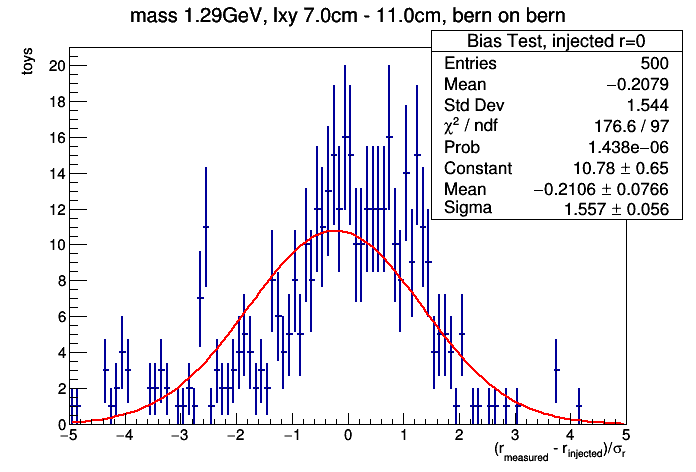 mass 1.29GeV, lxy 7.0cm - 11.0cm, bern on bern
Bias Test, injected r=0
Entries 500
Mean −0.2079
Std Dev 1.544
χ² / ndf 176.6 / 97
Prob 1.438e−06
Constant 10.78 ± 0.65
Mean −0.2106 ± 0.0766
Sigma 1.557 ± 0.056
toys
20
18
16
14
12
10
8
6
4
2
0
−5 −4 −3 −2 −1 0 1 2 3 4 5
(r_measured - r_injected)/σ_r